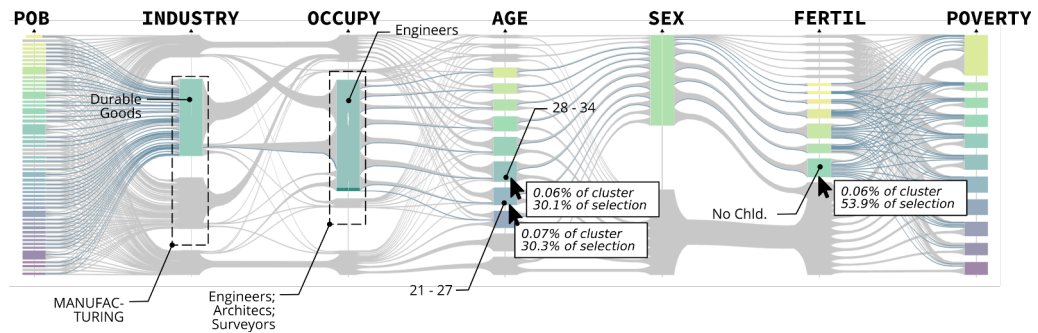 POB INDUSTRY OCCUPY AGE SEX FERTIL POVERTY
Engineers
Durable
Goods
28 - 34
0.06% of cluster
30.1% of selection
0.06% of cluster
53.9% of selection
No Chld.
0.07% of cluster
30.3% of selection
21 - 27
MANUFAC-
TURING
Engineers;
Architecs;
Surveyors